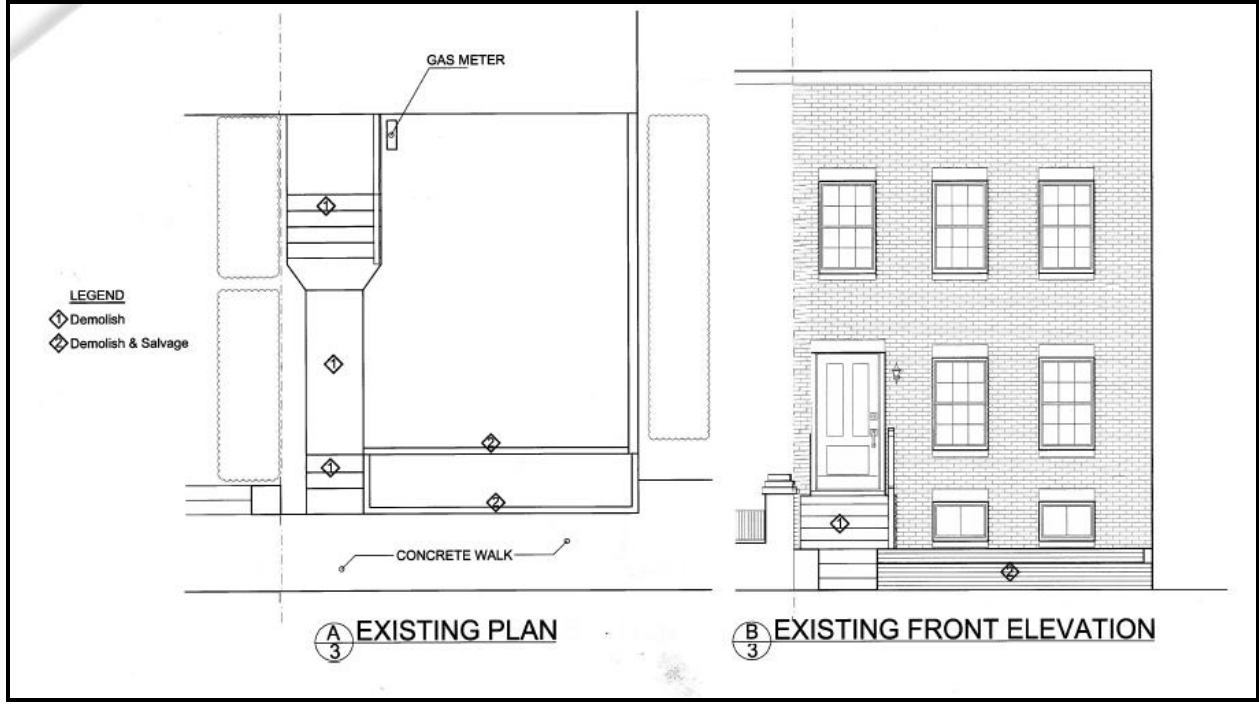 GAS METER
1
LEGEND
1 Demolish
2 Demolish & Salvage
1
2
1
2
CONCRETE WALK
A
3
EXISTING PLAN
1
2
B
3
EXISTING FRONT ELEVATION